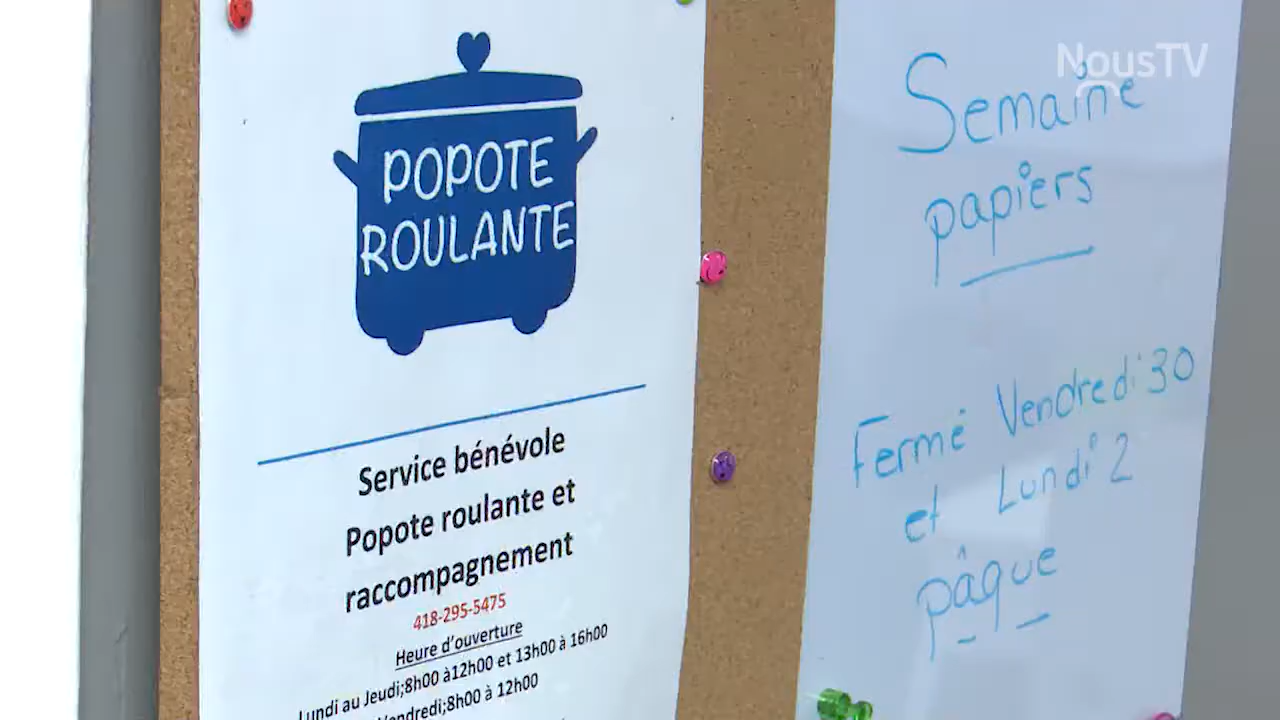 POPOTE
ROULANTE
Service bénévole
Popote roulante et
raccompagnement
418-295-5475
Heure d'ouverture
Lundi au Jeudi;8h00 à12h00 et 13h00 à 16h00
Vendredi;8h00 à 12h00
NousTV
Semaine
papiers
Fermé Vendredi 30
et Lundi 2
pâque